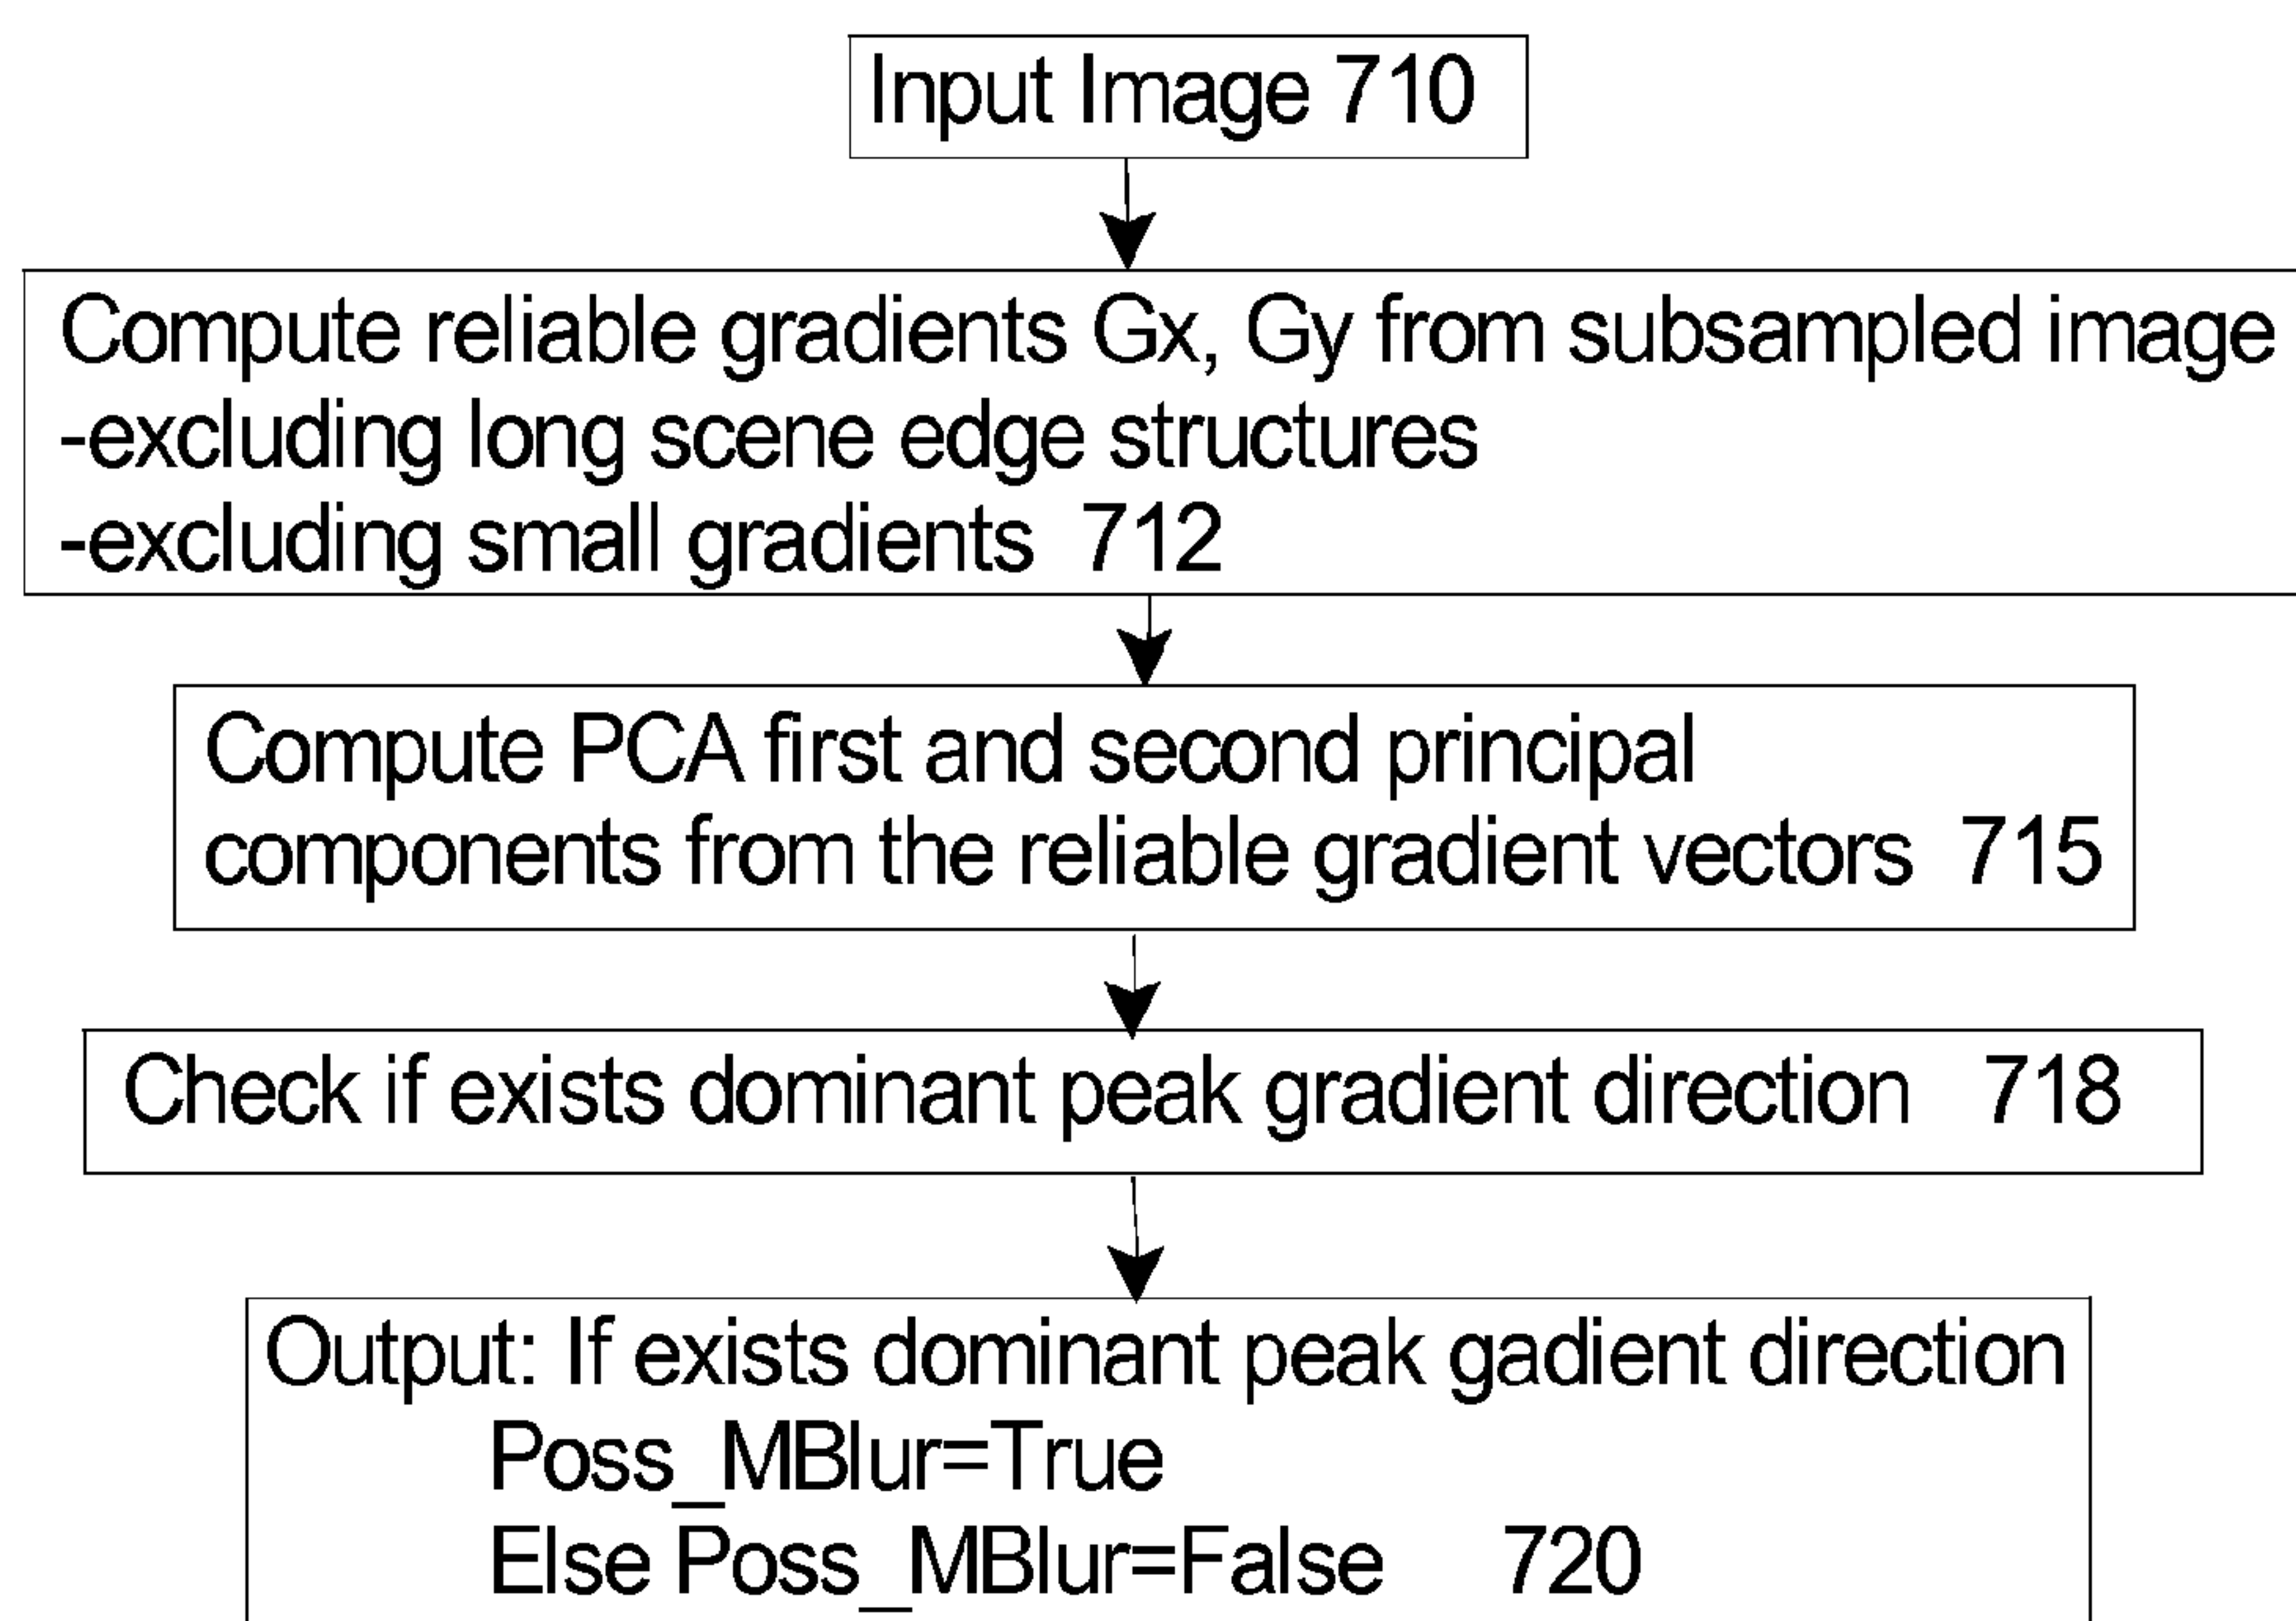 Input Image 710
Compute reliable gradients Gx, Gy from subsampled image
-excluding long scene edge structures
-excluding small gradients 712
Compute PCA first and second principal
components from the reliable gradient vectors 715
Check if exists dominant peak gradient direction 718
Output: If exists dominant peak gadient direction
Poss_MBlur=True
Else Poss_MBlur=False 720